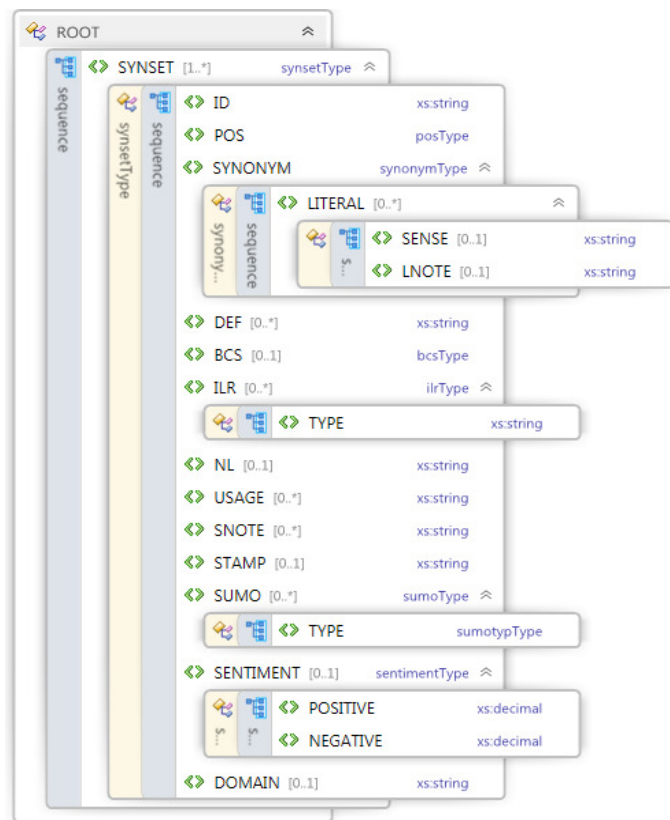 ROOT
sequence
SYNSET [1..*] synsetType
synsetType
sequence
ID xs:string
POS posType
SYNONYM synonymType
synony...
sequence
LITERAL [0..*]
s...
SENSE [0..1] xs:string
LNOTE [0..1] xs:string
DEF [0..*] xs:string
BCS [0..1] bcsType
ILR [0..*] ilrType
TYPE xs:string
NL [0..1] xs:string
USAGE [0..*] xs:string
SNOTE [0..*] xs:string
STAMP [0..1] xs:string
SUMO [0..*] sumoType
TYPE sumotypType
SENTIMENT [0..1] sentimentType
s...
s...
POSITIVE xs:decimal
NEGATIVE xs:decimal
DOMAIN [0..1] xs:string